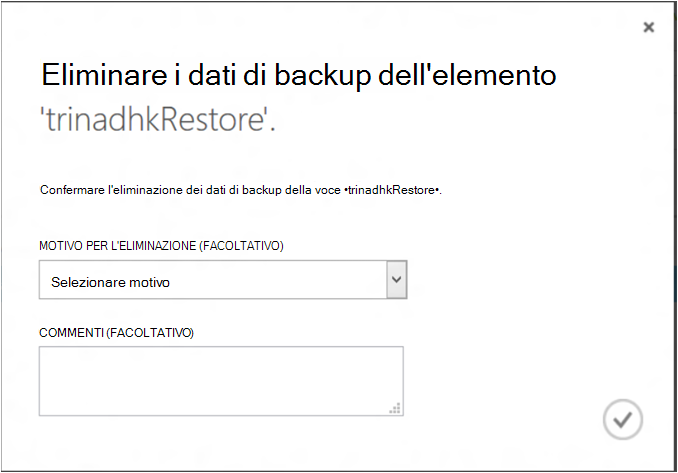 Eliminare i dati di backup dell'elemento
'trinadhkRestore'.
Confermare l'eliminazione dei dati di backup della voce •trinadhkRestore•.
MOTIVO PER L'ELIMINAZIONE (FACOLTATIVO)
Selezionare motivo
COMMENTI (FACOLTATIVO)